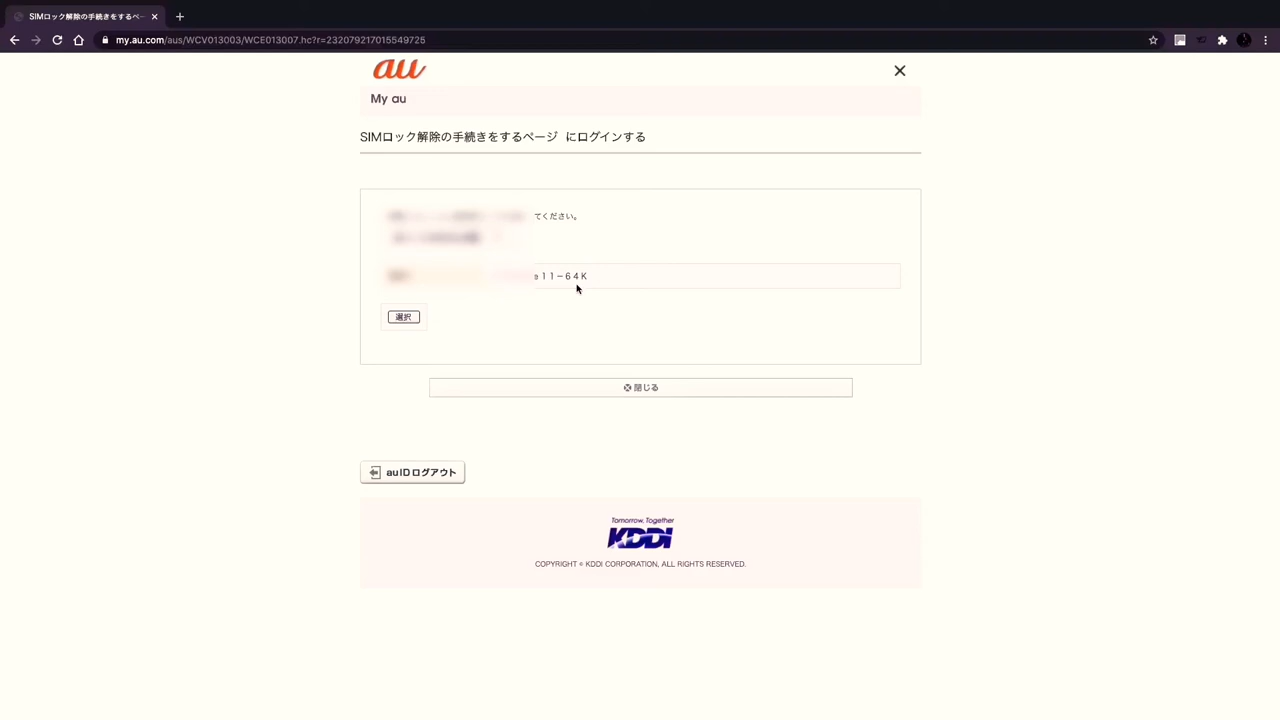 SIMロック解除の手続きをするペー
my.au.com/aus/WCV013003/WCE013007.hc?r=232079217015549725
au
My au
SIMロック解除の手続きをするページ にログインする
てください。
e１１－６４Ｋ
選択
閉じる
au IDログアウト
Tomorrow, Together
KDDI
COPYRIGHT © KDDI CORPORATION, ALL RIGHTS RESERVED.